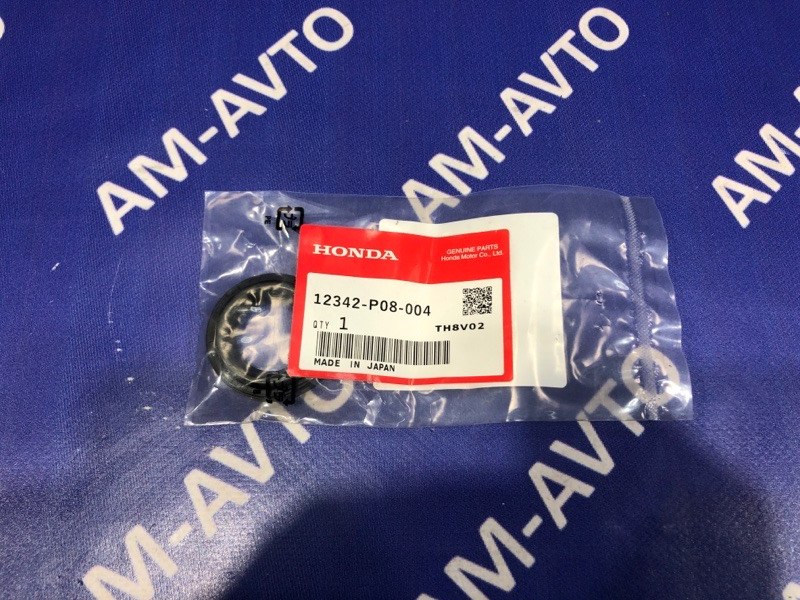 AM-AVTO
AM-AVTO
AM-AVTO
HONDA
GENUINE PARTS
Honda Motor Co., Ltd.
12342-P08-004
QTY 1
TH8V02
MADE IN JAPAN
AM-AVTO
AM-AVTO